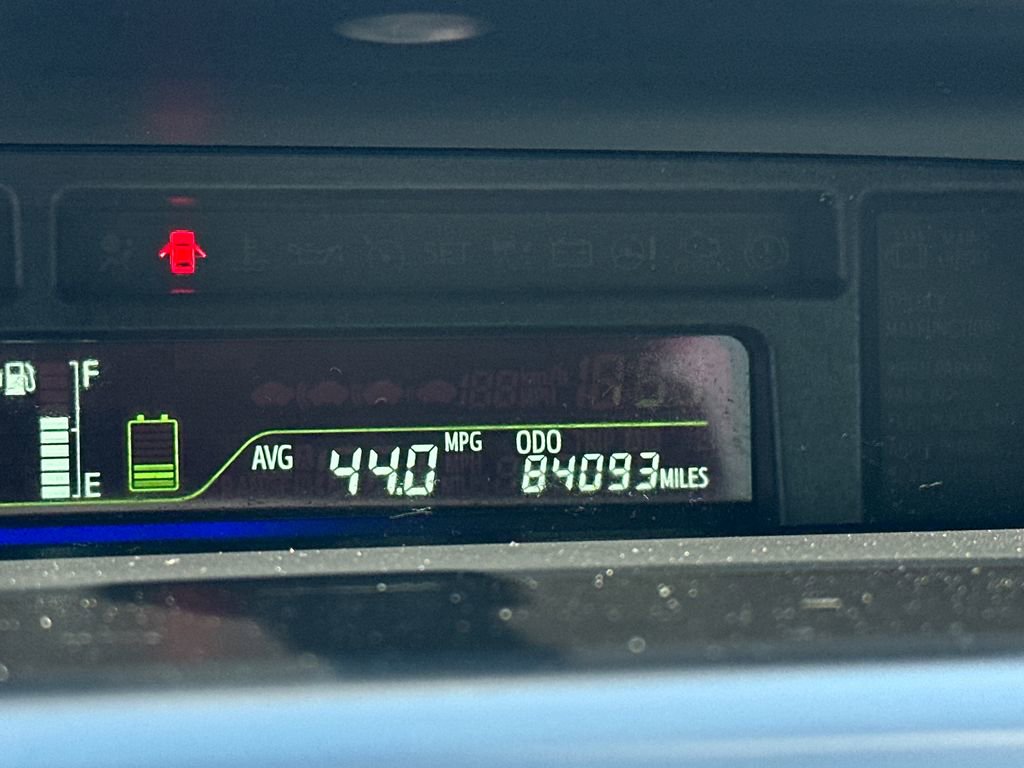 F
E
AVG 44.0 MPG
ODO
84093 MILES